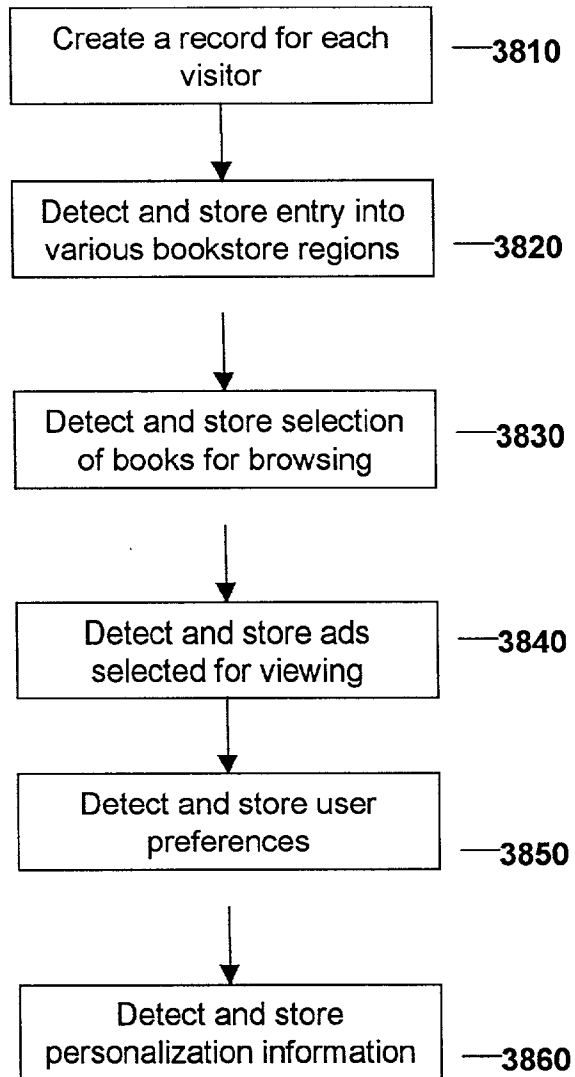 Create a record for each
visitor
3810
Detect and store entry into
various bookstore regions
3820
Detect and store selection
of books for browsing
3830
Detect and store ads
selected for viewing
3840
Detect and store user
preferences
3850
Detect and store
personalization information
3860